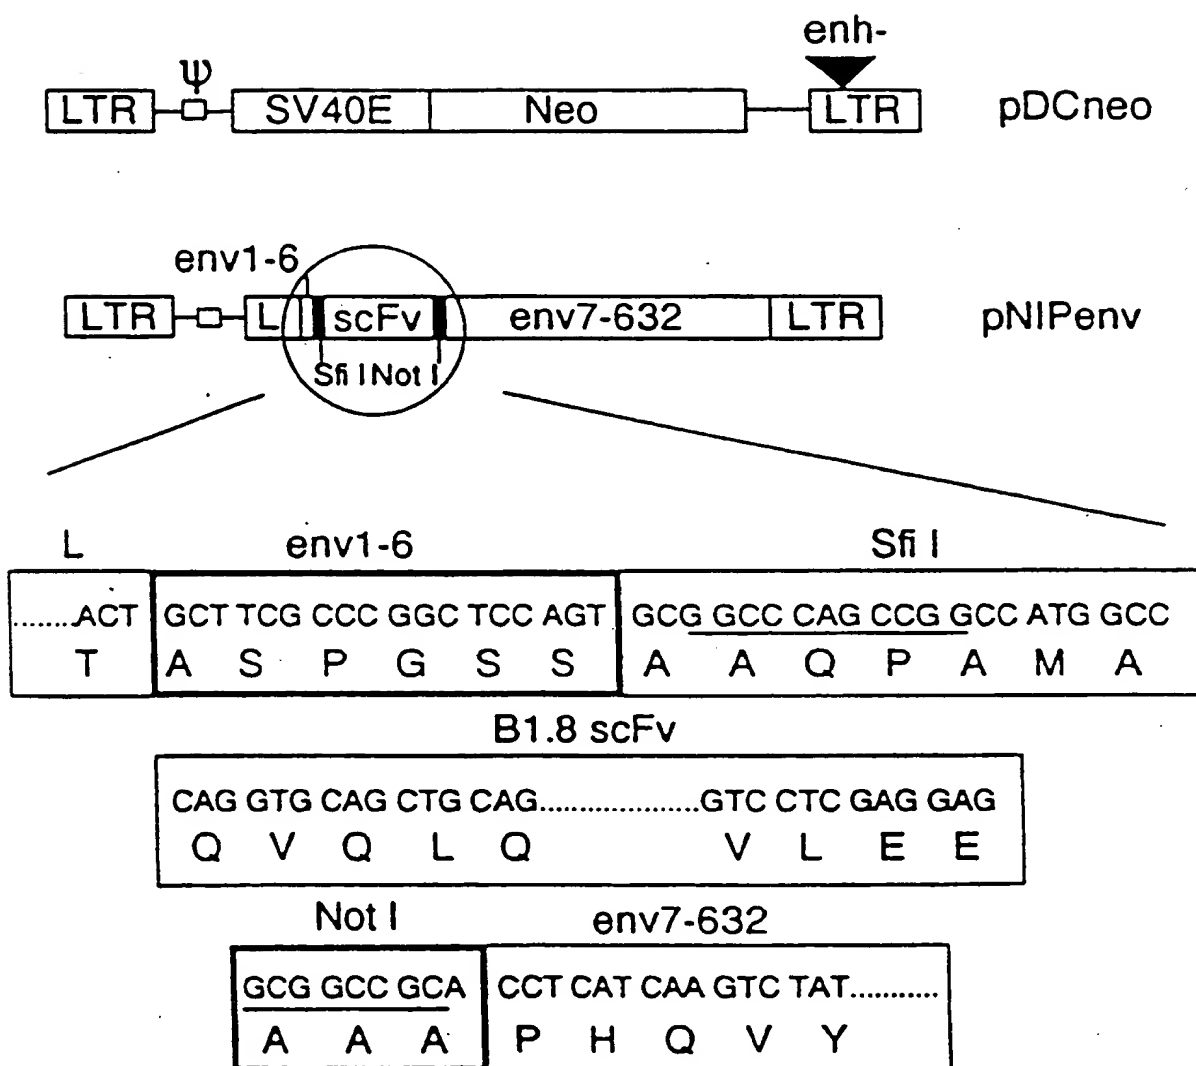 enh-
ψ
LTR SV40E Neo LTR pDCneo
env1-6
LTR L scFv env7-632 LTR pNIPenv
Sfi I Not I
L env1-6 Sfi I
........ACT GCT TCG CCC GGC TCC AGT GCG GCC CAG CCG GCC ATG GCC
T A S P G S S A A Q P A M A
B1.8 scFv
CAG GTG CAG CTG CAG....................GTC CTC GAG GAG
Q V Q L Q V L E E
Not I env7-632
GCG GCC GCA CCT CAT CAA GTC TAT...........
A A A P H Q V Y